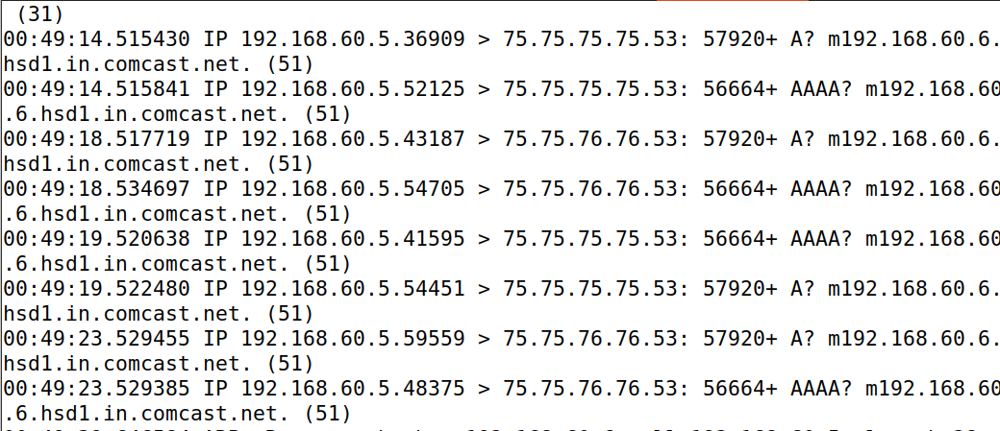 (31)
00:49:14.515430 IP 192.168.60.5.36909 > 75.75.75.75.53: 57920+ A? m192.168.60.6.
hsd1.in.comcast.net. (51)
00:49:14.515841 IP 192.168.60.5.52125 > 75.75.75.75.53: 56664+ AAAA? m192.168.60
.6.hsd1.in.comcast.net. (51)
00:49:18.517719 IP 192.168.60.5.43187 > 75.75.76.76.53: 57920+ A? m192.168.60.6.
hsd1.in.comcast.net. (51)
00:49:18.534697 IP 192.168.60.5.54705 > 75.75.76.76.53: 56664+ AAAA? m192.168.60
.6.hsd1.in.comcast.net. (51)
00:49:19.520638 IP 192.168.60.5.41595 > 75.75.75.75.53: 56664+ AAAA? m192.168.60
.6.hsd1.in.comcast.net. (51)
00:49:19.522480 IP 192.168.60.5.54451 > 75.75.75.75.53: 57920+ A? m192.168.60.6.
hsd1.in.comcast.net. (51)
00:49:23.529455 IP 192.168.60.5.59559 > 75.75.76.76.53: 57920+ A? m192.168.60.6.
hsd1.in.comcast.net. (51)
00:49:23.529385 IP 192.168.60.5.48375 > 75.75.76.76.53: 56664+ AAAA? m192.168.60
.6.hsd1.in.comcast.net. (51)